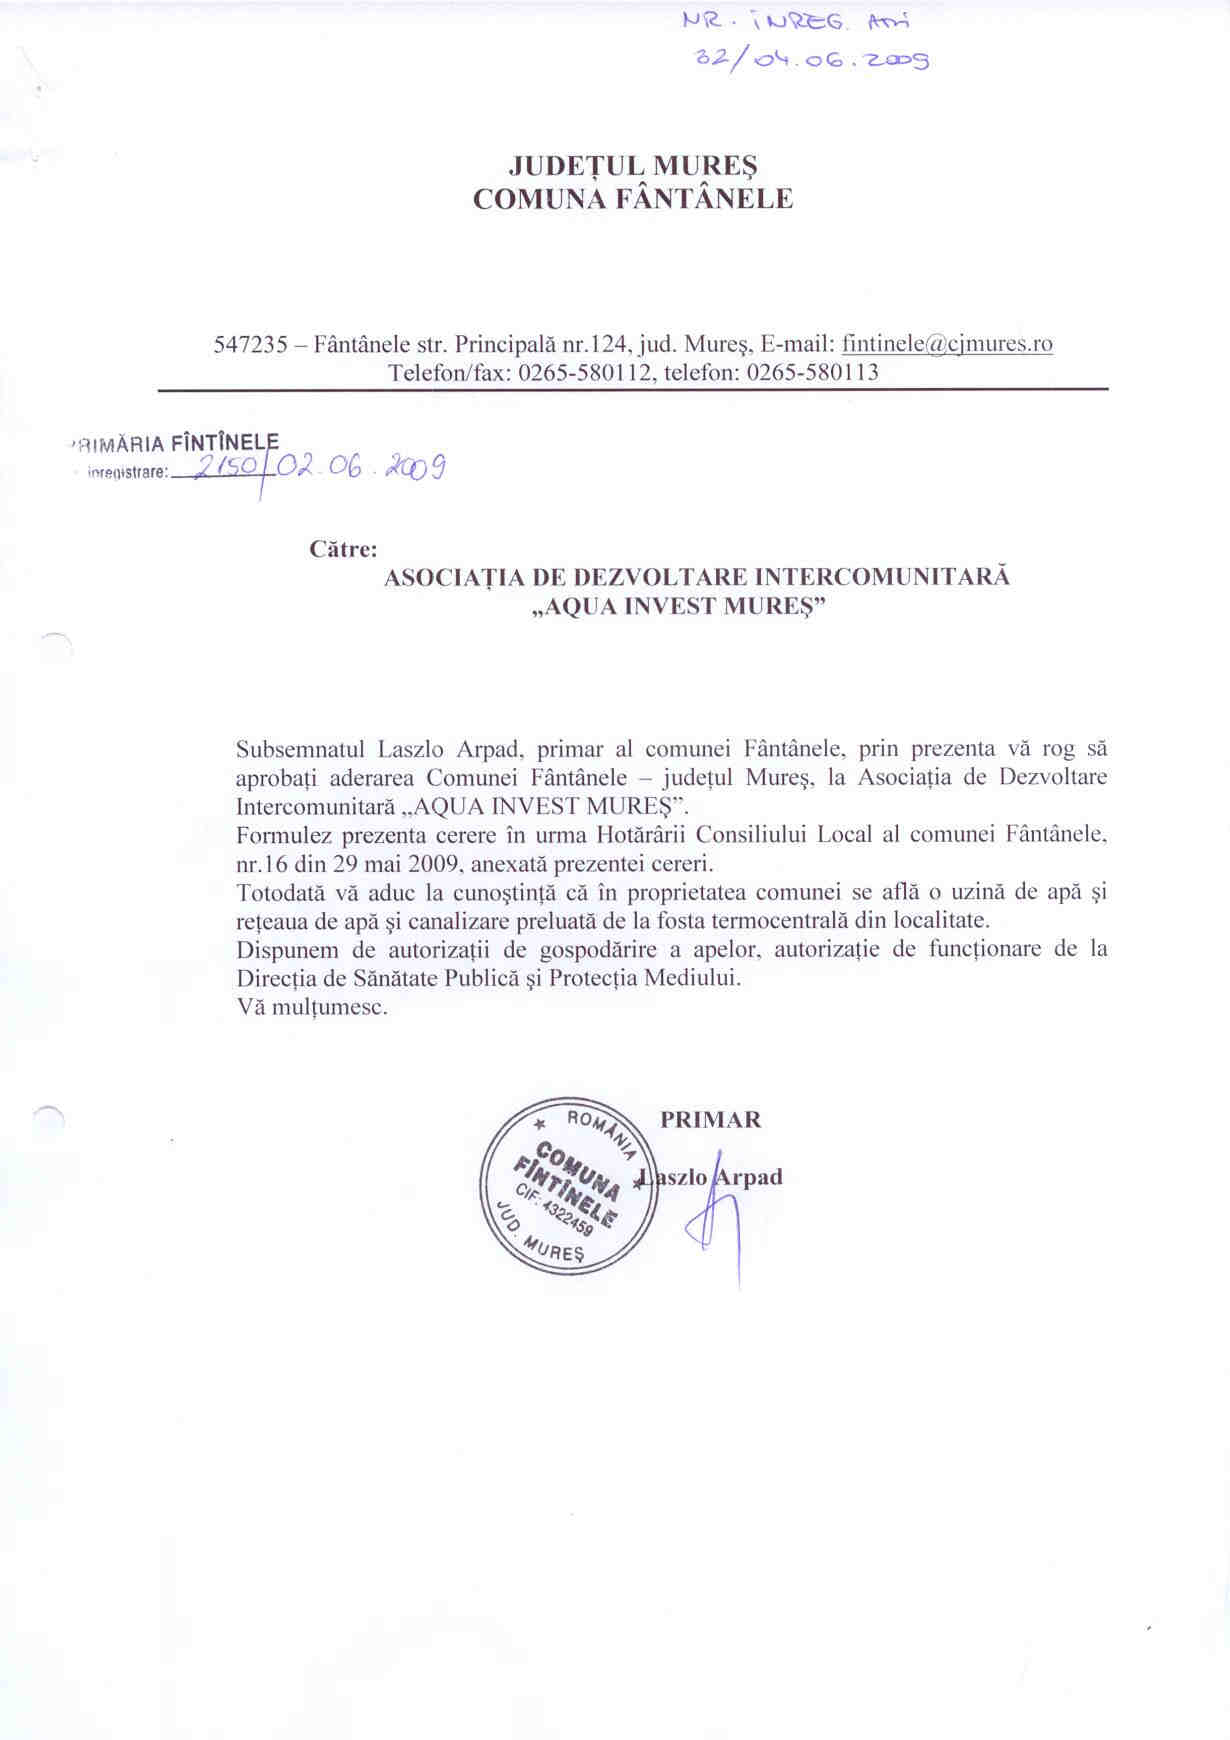 NR. ÎNREG.
32/04.06.2009
JUDEŢUL MUREŞ
COMUNA FÂNTÂNELE
547235 – Fântânele str. Principală nr.124, jud. Mureş, E-mail: fintinele@cjmures.ro
Telefon/fax: 0265-580112, telefon: 0265-580113
PRIMĂRIA FÎNTÎNELE
înregistrare: 2150/02.06.2009
Către:
ASOCIAŢIA DE DEZVOLTARE INTERCOMUNITARĂ
„AQUA INVEST MUREŞ”
Subsemnatul Laszlo Arpad, primar al comunei Fântânele, prin prezenta vă rog să
aprobaţi aderarea Comunei Fântânele – judeţul Mureş, la Asociaţia de Dezvoltare
Intercomunitară „AQUA INVEST MUREŞ”.
Formulez prezenta cerere în urma Hotărârii Consiliului Local al comunei Fântânele,
nr.16 din 29 mai 2009, anexată prezentei cereri.
Totodată vă aduc la cunoştinţă că în proprietatea comunei se află o uzină de apă şi
reţeaua de apă şi canalizare preluată de la fosta termocentrală din localitate.
Dispunem de autorizaţii de gospodărire a apelor, autorizaţie de funcţionare de la
Direcţia de Sănătate Publică şi Protecţia Mediului.
Vă mulţumesc.
PRIMAR
Laszlo Arpad
ROMÂNIA
COMUNA
FÎNTÎNELE
CIF: 4322459
JUD. MUREŞ